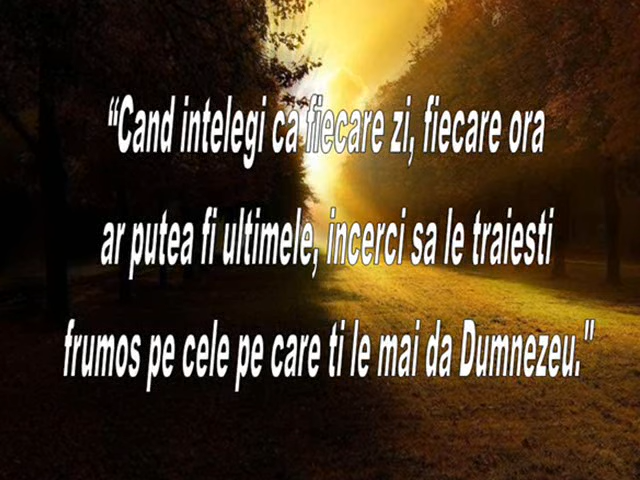 “Cand intelegi ca fiecare zi, fiecare ora
ar putea fi ultimele, incerci sa le traiesti
frumos pe cele pe care ti le mai da Dumnezeu.”